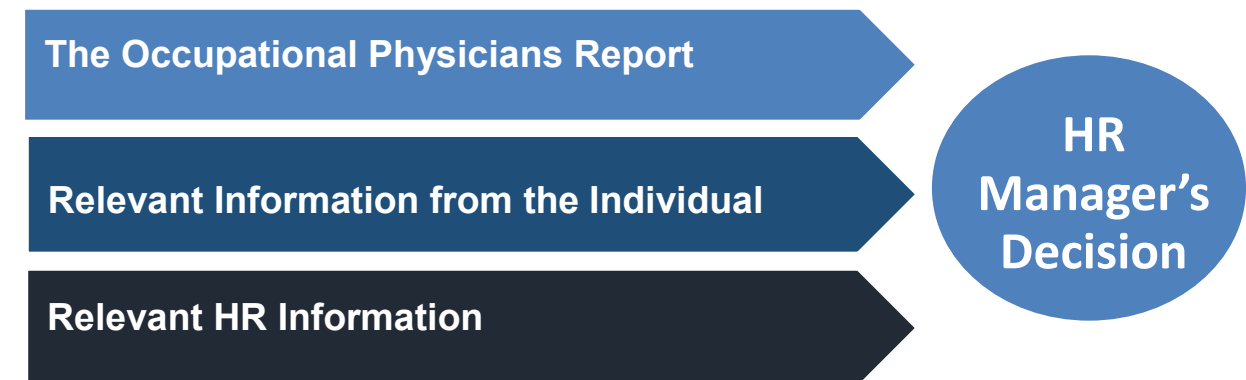 The Occupational Physicians Report
Relevant Information from the Individual
Relevant HR Information
HR
Manager’s
Decision